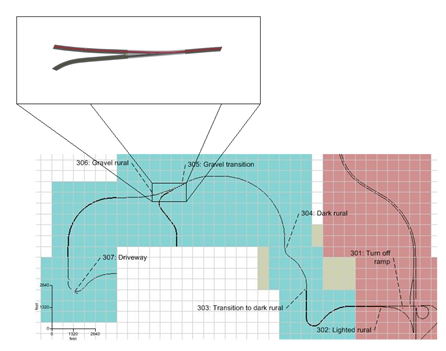 306: Gravel rural
305: Gravel transition
304: Dark rural
301: Turn off
ramp
307: Driveway
303: Transition to dark rural
302: Lighted rural
2640
1320
0
feet
0 1320 2640
feet